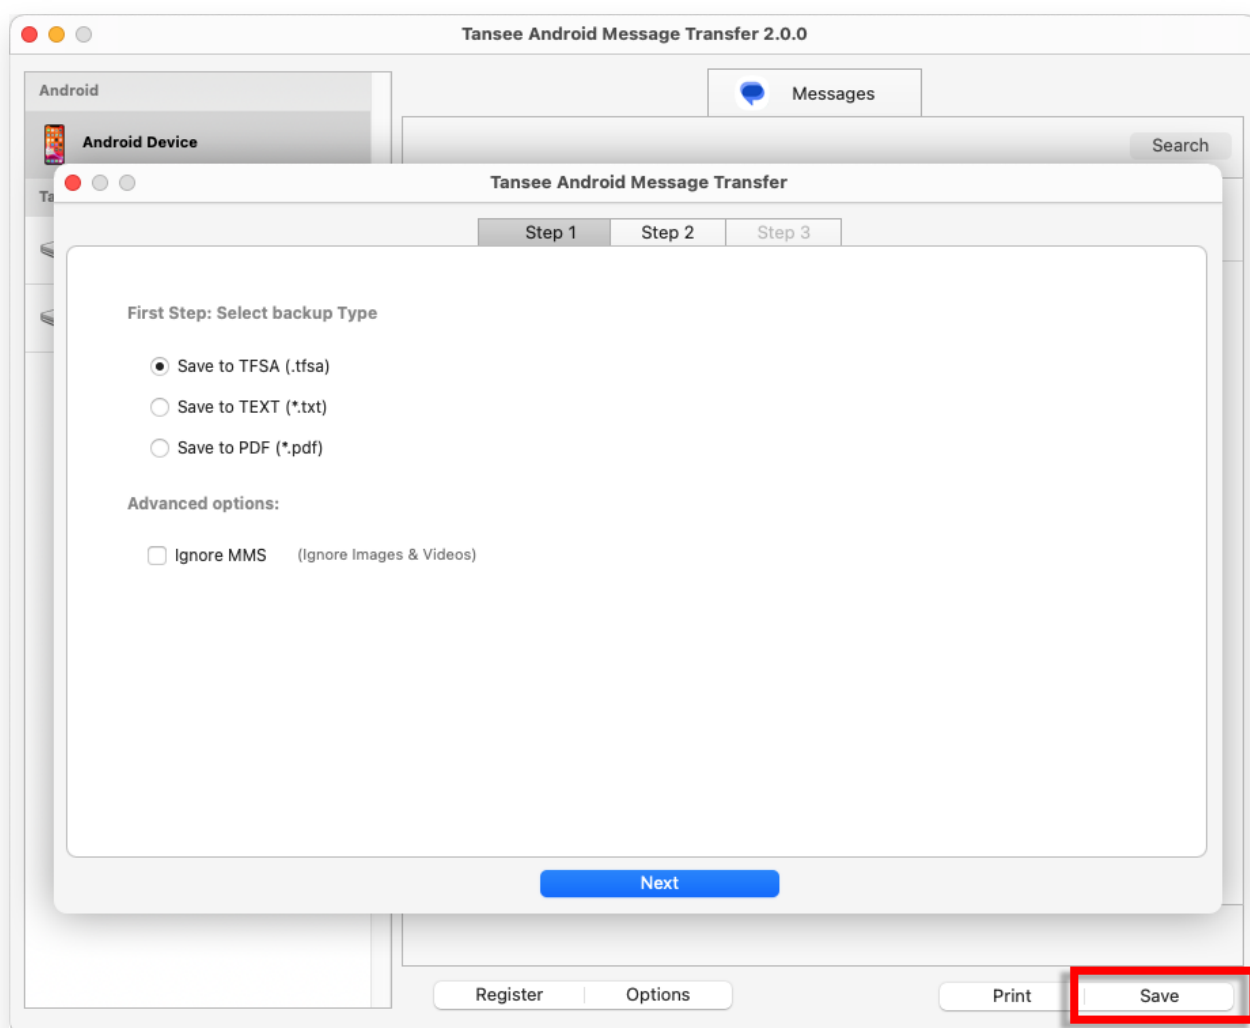 Tansee Android Message Transfer 2.0.0
Android
Messages
Android Device
Search
Tansee Android Message Transfer
Ta
Step 1 Step 2 Step 3
First Step: Select backup Type
Save to TFSA (.tfsa)
Save to TEXT (*.txt)
Save to PDF (*.pdf)
Advanced options:
Ignore MMS (Ignore Images & Videos)
Next
Register Options Print Save